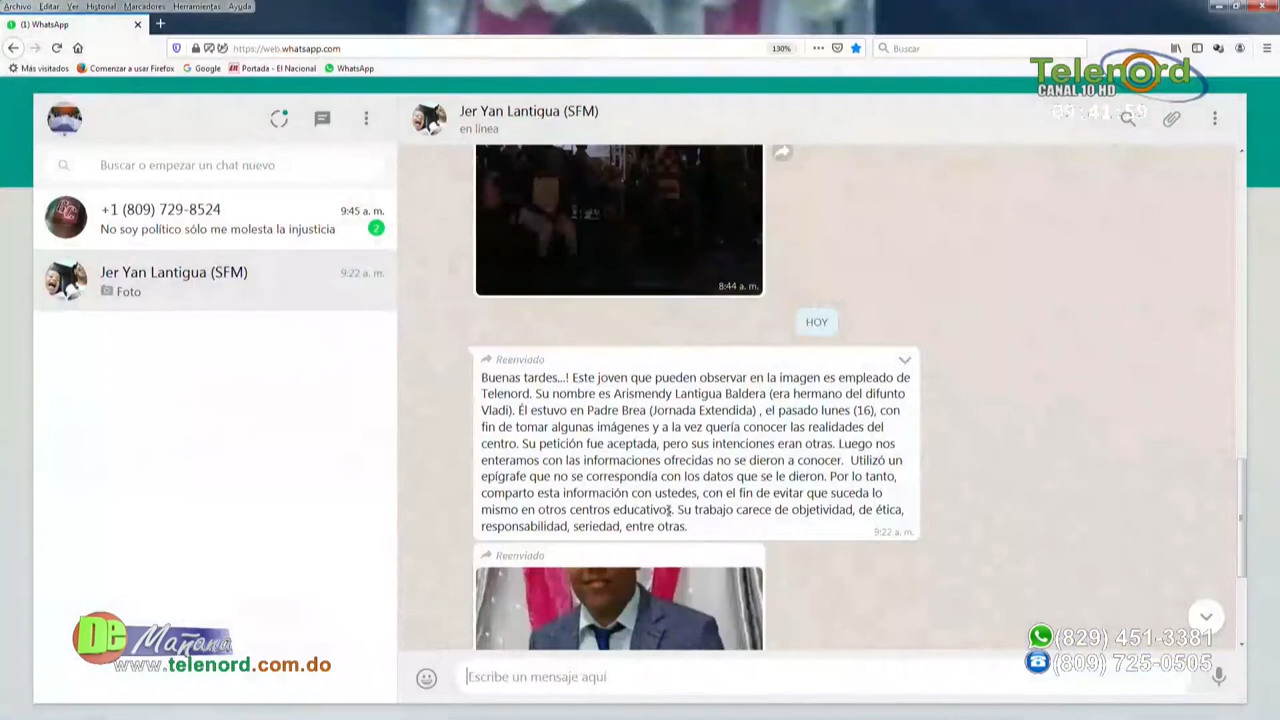 Archivo Editar Ver Historial Marcadores Herramientas Ayuda
(1) WhatsApp
https://web.whatsapp.com
130%
Buscar
Más visitados Comenzar a usar Firefox Google Portada - El Nacional WhatsApp
Telenord
CANAL 10 HD
09:41:59
Jer Yan Lantigua (SFM)
en línea
Buscar o empezar un chat nuevo
+1 (809) 729-8524
9:45 a. m.
No soy político sólo me molesta la injusticia
2
Jer Yan Lantigua (SFM)
9:22 a. m.
Foto
8:44 a. m.
HOY
Reenviado
Buenas tardes...! Este joven que pueden observar en la imagen es empleado de
Telenord. Su nombre es Arismendy Lantigua Baldera (era hermano del difunto
Vladi). Él estuvo en Padre Brea (Jornada Extendida) , el pasado lunes (16), con
fin de tomar algunas imágenes y a la vez quería conocer las realidades del
centro. Su petición fue aceptada, pero sus intenciones eran otras. Luego nos
enteramos con las informaciones ofrecidas no se dieron a conocer.  Utilizó un
epígrafe que no se correspondía con los datos que se le dieron. Por lo tanto,
comparto esta información con ustedes, con el fin de evitar que suceda lo
mismo en otros centros educativos. Su trabajo carece de objetividad, de ética,
responsabilidad, seriedad, entre otras.
9:22 a. m.
Reenviado
De Mañana
www.telenord.com.do
(829) 451-3381
(809) 725-0505
Escribe un mensaje aquí